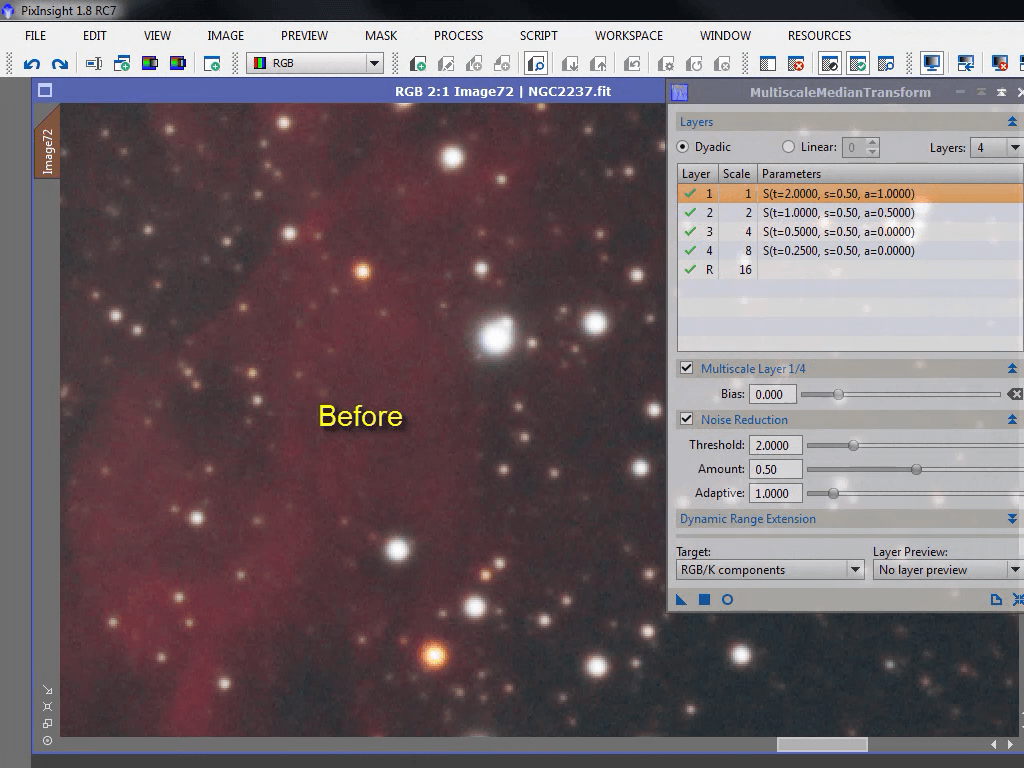 PixInsight 1.8 RC7
FILE EDIT VIEW IMAGE PREVIEW MASK PROCESS SCRIPT WORKSPACE WINDOW RESOURCES
RGB
RGB 2:1 Image72 | NGC2237.fit
Image72
Before
MultiscaleMedianTransform
Layers
Dyadic Linear: 0 Layers: 4
Layer Scale Parameters
1 1 S(t=2.0000, s=0.50, a=1.0000)
2 2 S(t=1.0000, s=0.50, a=0.5000)
3 4 S(t=0.5000, s=0.50, a=0.0000)
4 8 S(t=0.2500, s=0.50, a=0.0000)
R 16
Multiscale Layer 1/4
Bias: 0.000
Noise Reduction
Threshold: 2.0000
Amount: 0.50
Adaptive: 1.0000
Dynamic Range Extension
Target: Layer Preview:
RGB/K components No layer preview